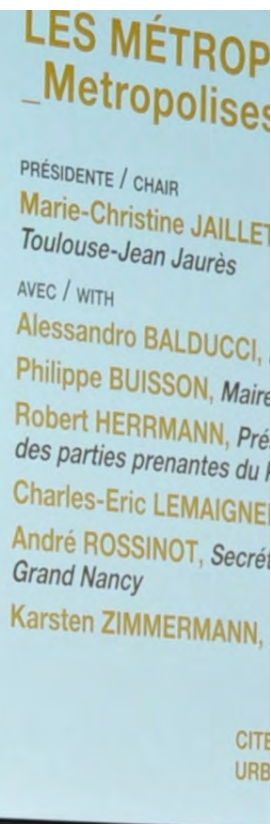 LES MÉTROP
_Metropolises
PRÉSIDENTE / CHAIR
Marie-Christine JAILLET
Toulouse-Jean Jaurès
AVEC / WITH
Alessandro BALDUCCI,
Philippe BUISSON, Maire
Robert HERRMANN, Prés
des parties prenantes du
Charles-Eric LEMAIGNE
André ROSSINOT, Secrét
Grand Nancy
Karsten ZIMMERMANN,
CITE
URB